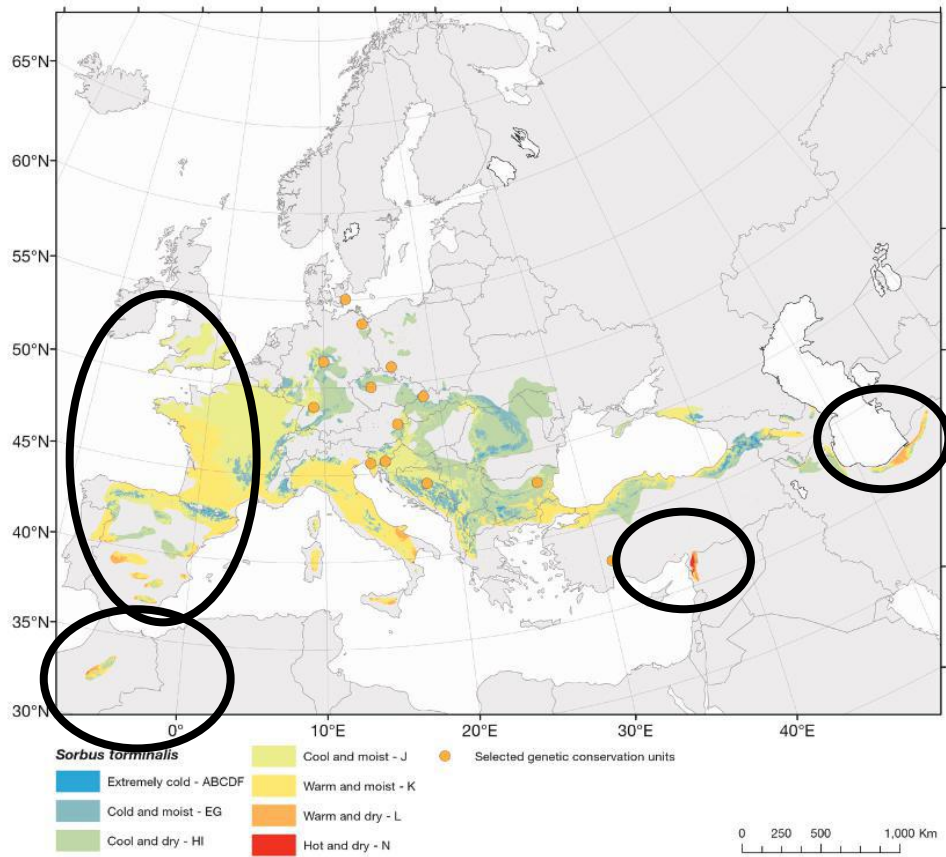 65°N
60°N
55°N
50°N
45°N
40°N
35°N
30°N
0°
10°E
20°E
30°E
40°E
Sorbus torminalis
Extremely cold - ABCDF
Cold and moist - EG
Cool and dry - HI
Cool and moist - J
Warm and moist - K
Warm and dry - L
Hot and dry - N
Selected genetic conservation units
0 250 500 1,000 Km